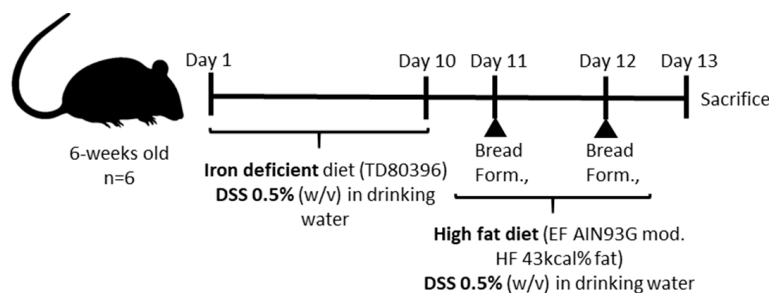 Day 1
Day 10
Day 11
Day 12
Day 13
Sacrifice
6-weeks old
n=6
Bread
Form.,
Bread
Form.,
Iron deficient diet (TD80396)
DSS 0.5% (w/v) in drinking
water
High fat diet (EF AIN93G mod.
HF 43kcal% fat)
DSS 0.5% (w/v) in drinking water